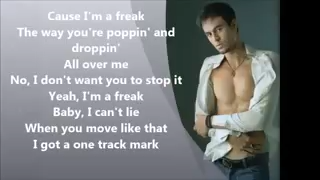 Cause I'm a freak
The way you're poppin' and
droppin'
All over me
No, I don't want you to stop it
Yeah, I'm a freak
Baby, I can't lie
When you move like that
I got a one track mark